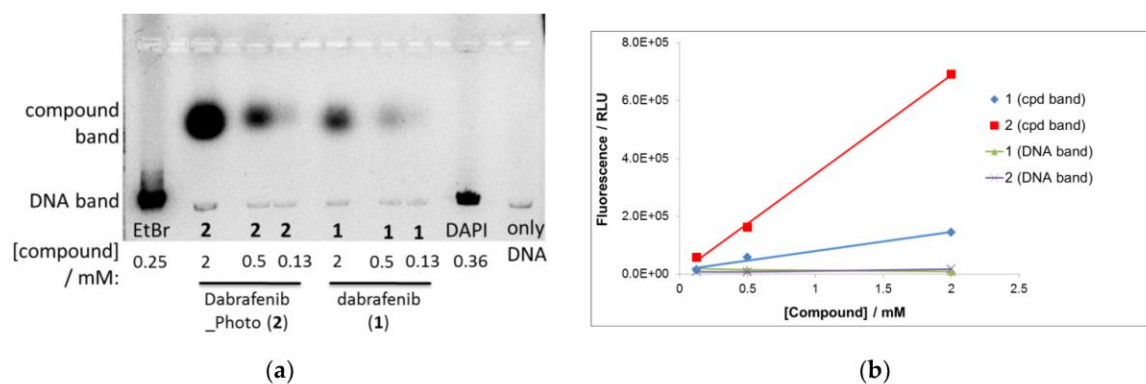 compound
band
DNA band
EtBr 2 2 2 1 1 1 DAPI only
DNA
[compound]
/ mM:
0.25 2 0.5 0.13 2 0.5 0.13 0.36
Dabrafenib
_Photo (2)
dabrafenib
(1)
(a)
8.0E+05
6.0E+05
4.0E+05
2.0E+05
0.0E+00
Fluorescence / RLU
0 0.5 1 1.5 2 2.5
[Compound] / mM
1 (cpd band)
2 (cpd band)
1 (DNA band)
2 (DNA band)
(b)